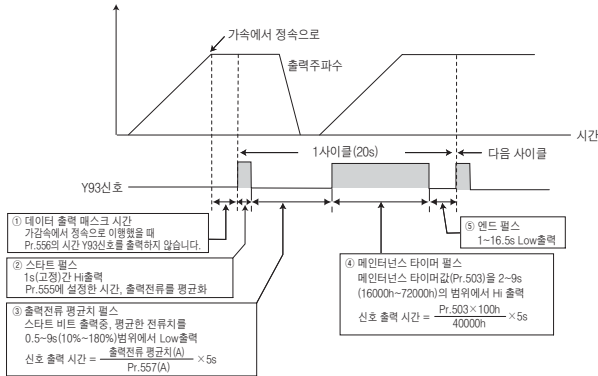 가속에서 정속으로
출력주파수
시간
1사이클(20s)
다음 사이클
Y93신호
① 데이터 출력 매스크 시간
가감속에서 정속으로 이행했을 때
Pr.556의 시간 Y93신호를 출력하지 않습니다.
② 스타트 펄스
1s(고정)간 Hi출력
Pr.555에 설정한 시간, 출력전류를 평균화
③ 출력전류 평균치 펄스
스타트 비트 출력중, 평균한 전류치를
0.5~9s(10%~180%)범위에서 Low출력
신호 출력 시간 = 출력전류 평균치(A) / Pr.557(A) ×5s
④ 메인터넌스 타이머 펄스
메인터넌스 타이머값(Pr.503)을 2~9s
(16000h~72000h)의 범위에서 Hi 출력
신호 출력 시간 = Pr.503×100h / 40000h ×5s
⑤ 엔드 펄스
1~16.5s Low출력